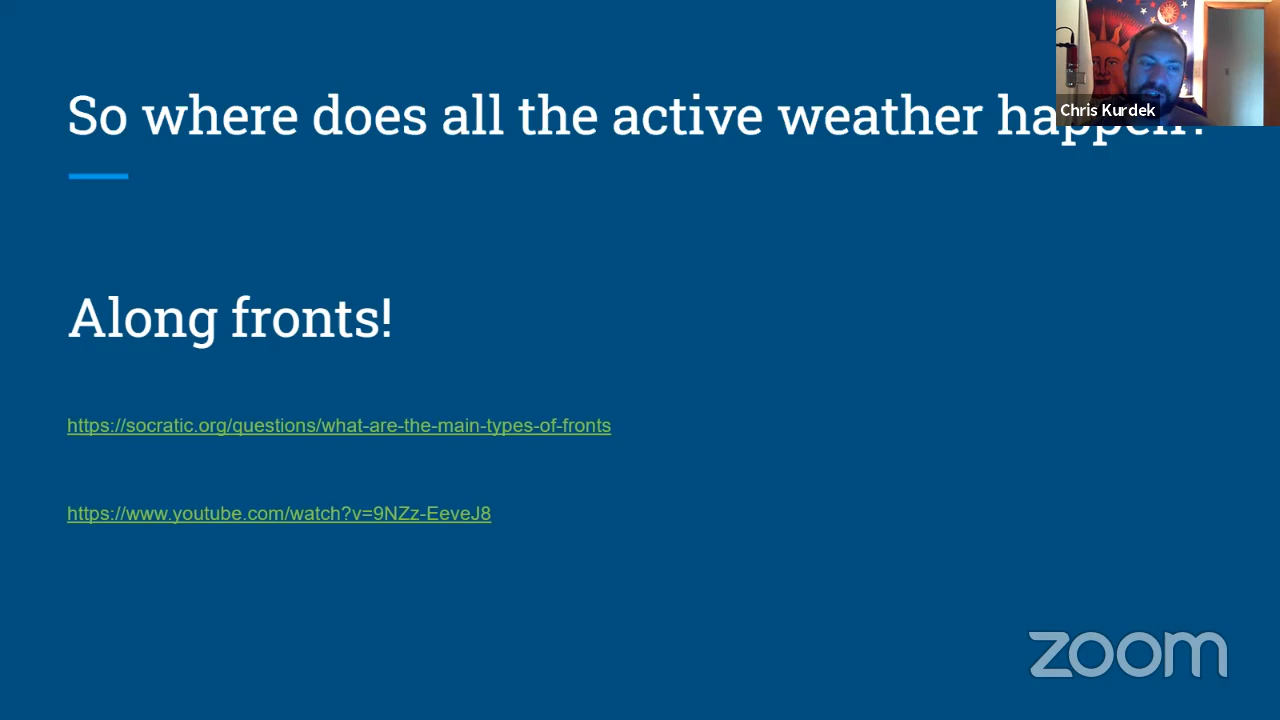 So where does all the active weather happen?
Chris Kurdek
Along fronts!
https://socratic.org/questions/what-are-the-main-types-of-fronts
https://www.youtube.com/watch?v=9NZz-EeveJ8
zoom